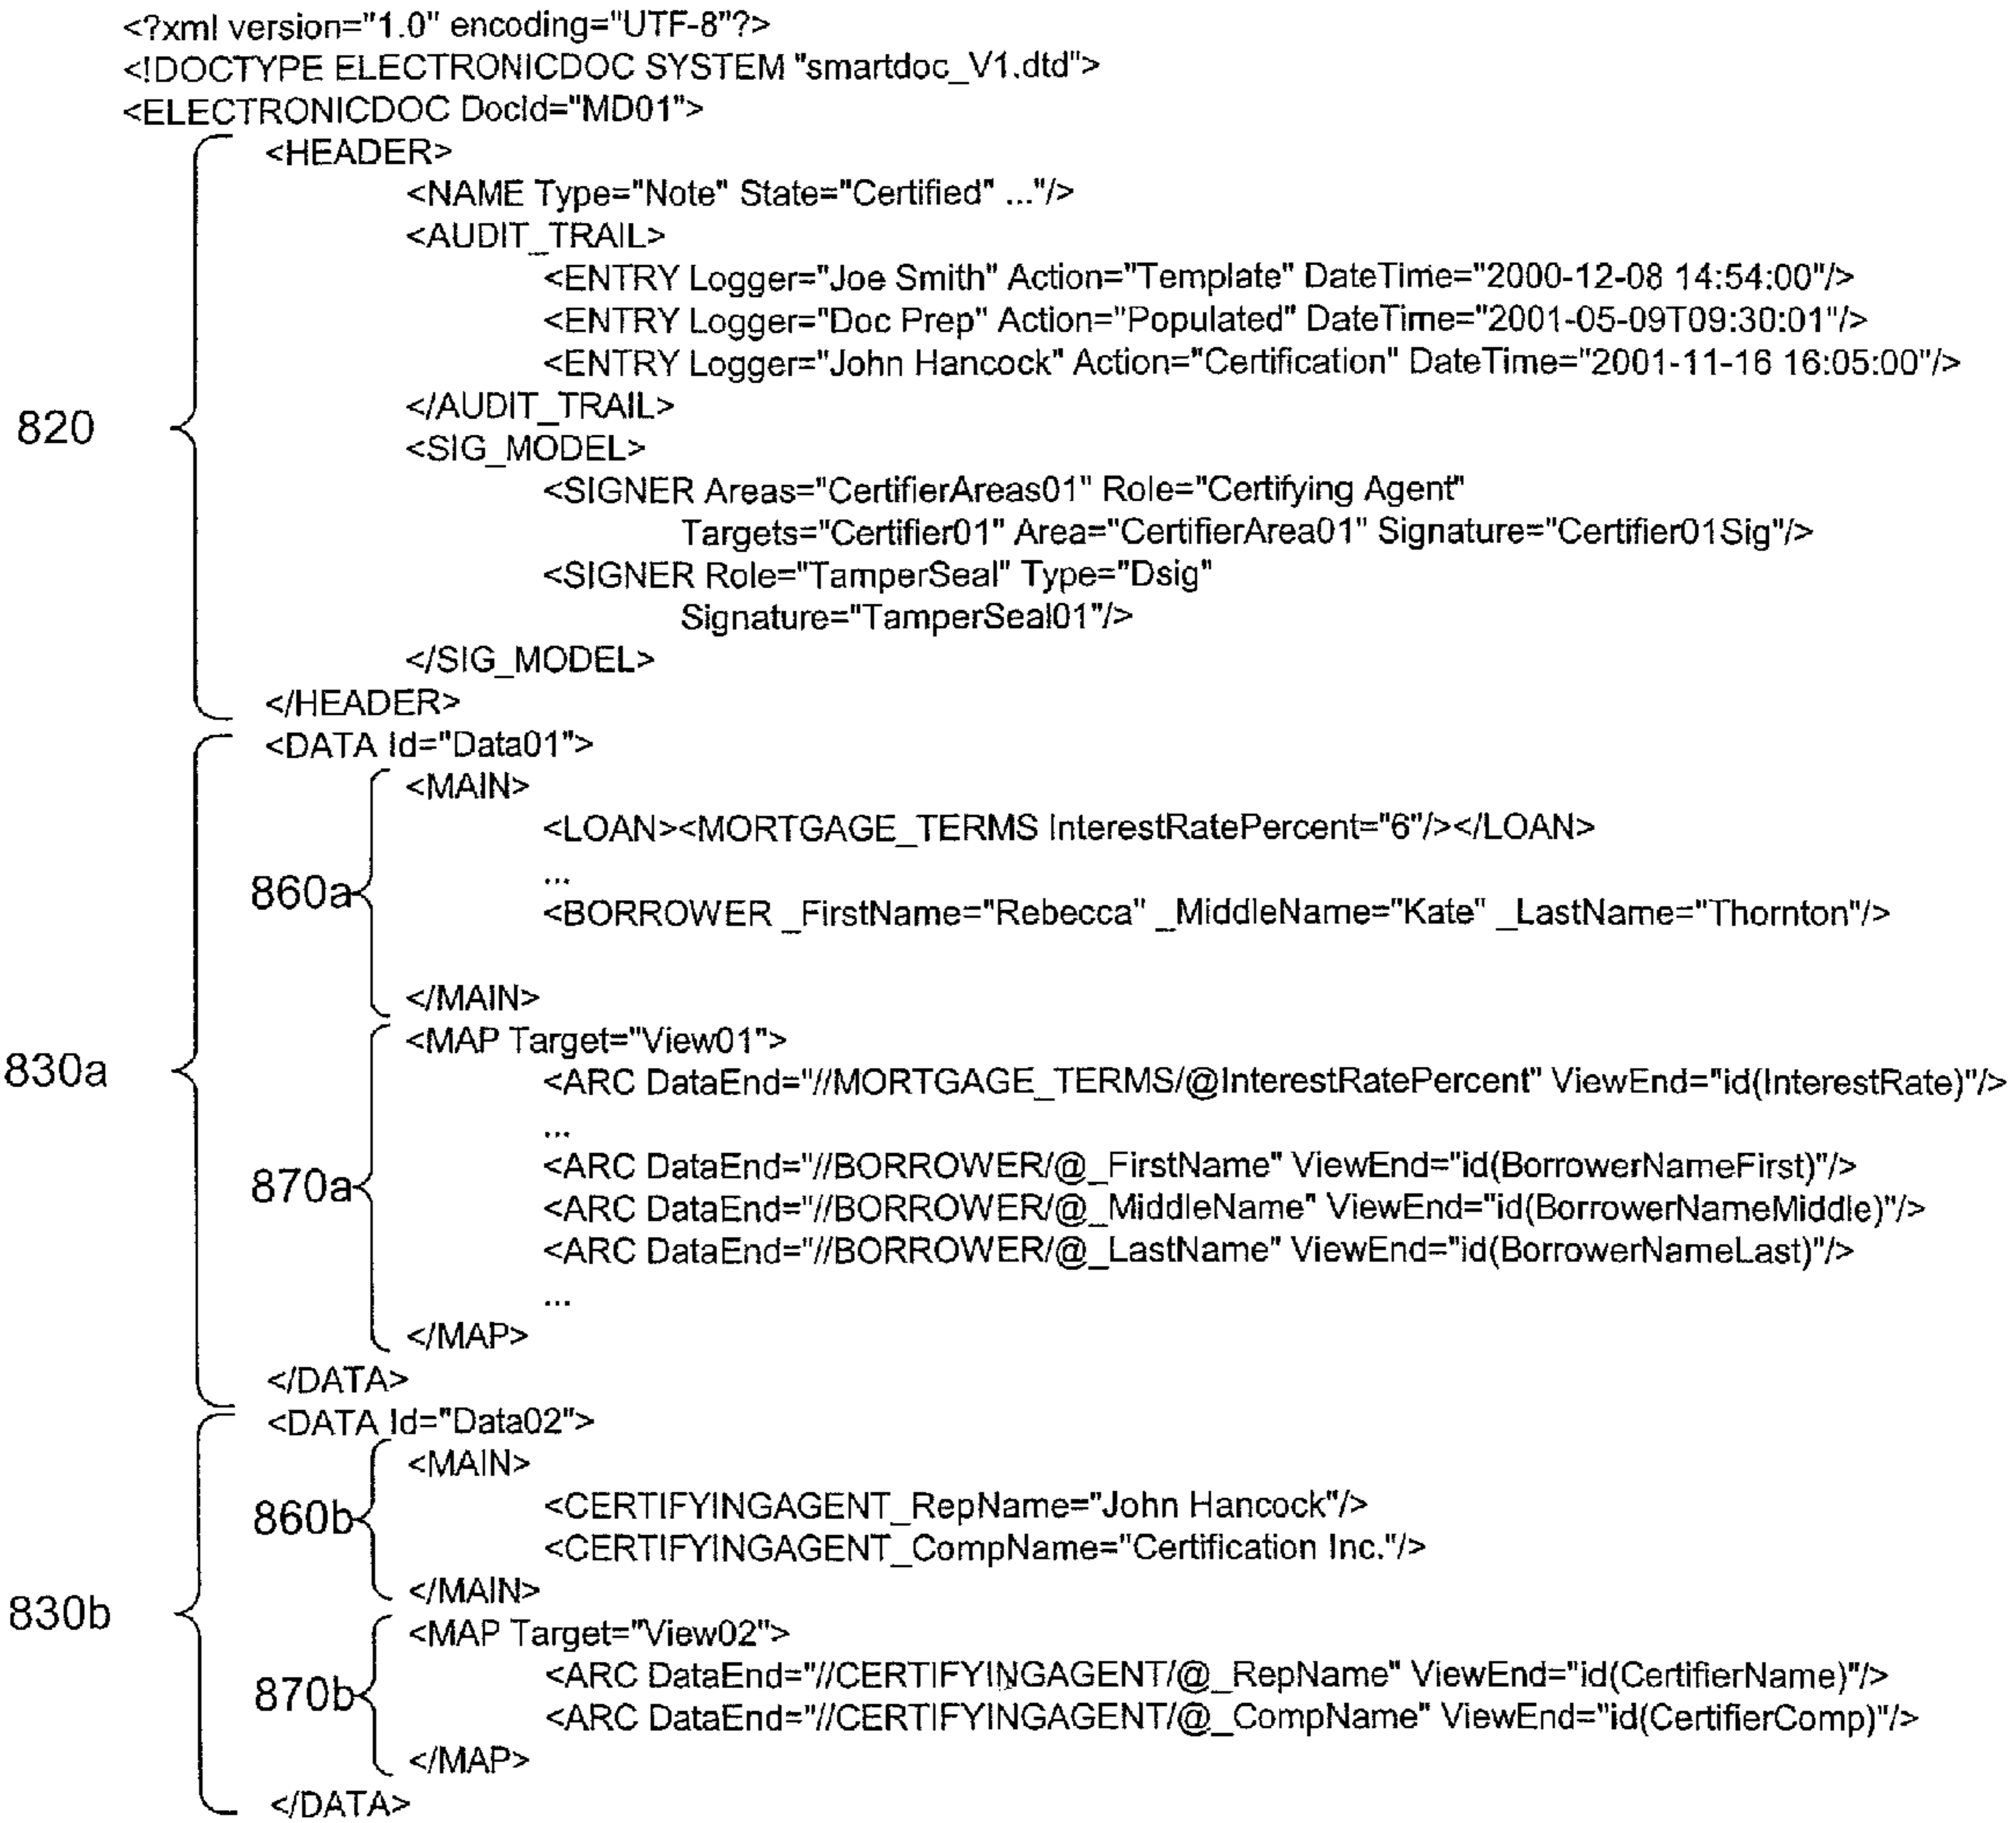 <?xml version="1.0" encoding="UTF-8"?>
<!DOCTYPE ELECTRONICDOC SYSTEM "smartdoc_V1.dtd">
<ELECTRONICDOC DocId="MD01">
<HEADER>
<NAME Type="Note" State="Certified" ..."/>
<AUDIT_TRAIL>
<ENTRY Logger="Joe Smith" Action="Template" DateTime="2000-12-08 14:54:00"/>
<ENTRY Logger="Doc Prep" Action="Populated" DateTime="2001-05-09T09:30:01"/>
<ENTRY Logger="John Hancock" Action="Certification" DateTime="2001-11-16 16:05:00"/>
</AUDIT_TRAIL>
820
<SIG_MODEL>
<SIGNER Areas="CertifierAreas01" Role="Certifying Agent"
Targets="Certifier01" Area="CertifierArea01" Signature="Certifier01Sig"/>
<SIGNER Role="TamperSeal" Type="Dsig"
Signature="TamperSeal01"/>
</SIG_MODEL>
</HEADER>
<DATA Id="Data01">
<MAIN>
<LOAN><MORTGAGE_TERMS InterestRatePercent="6"/></LOAN>
...
860a
<BORROWER _FirstName="Rebecca" _MiddleName="Kate" _LastName="Thornton"/>
</MAIN>
<MAP Target="View01">
830a
<ARC DataEnd="//MORTGAGE_TERMS/@InterestRatePercent" ViewEnd="id(InterestRate)"/>
...
<ARC DataEnd="//BORROWER/@_FirstName" ViewEnd="id(BorrowerNameFirst)"/>
870a
<ARC DataEnd="//BORROWER/@_MiddleName" ViewEnd="id(BorrowerNameMiddle)"/>
<ARC DataEnd="//BORROWER/@_LastName" ViewEnd="id(BorrowerNameLast)"/>
...
</MAP>
</DATA>
<DATA Id="Data02">
<MAIN>
<CERTIFYINGAGENT_RepName="John Hancock"/>
860b
<CERTIFYINGAGENT_CompName="Certification Inc."/>
</MAIN>
830b
<MAP Target="View02">
<ARC DataEnd="//CERTIFYINGAGENT/@_RepName" ViewEnd="id(CertifierName)"/>
870b
<ARC DataEnd="//CERTIFYINGAGENT/@_CompName" ViewEnd="id(CertifierComp)"/>
</MAP>
</DATA>